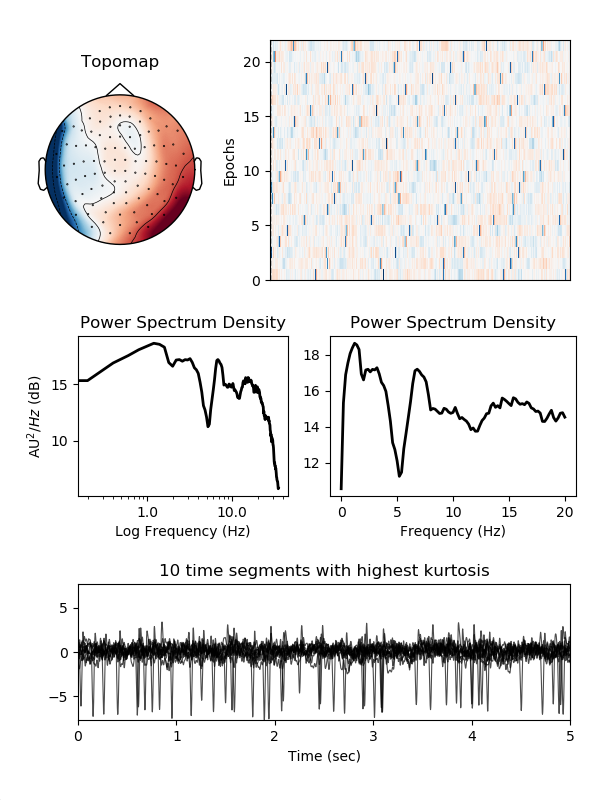 Topomap
Epochs
20
15
10
5
0
Power Spectrum Density
AU²/Hz (dB)
15
10
1.0 10.0
Log Frequency (Hz)
Power Spectrum Density
18
16
14
12
0 5 10 15 20
Frequency (Hz)
10 time segments with highest kurtosis
5
0
−5
0 1 2 3 4 5
Time (sec)